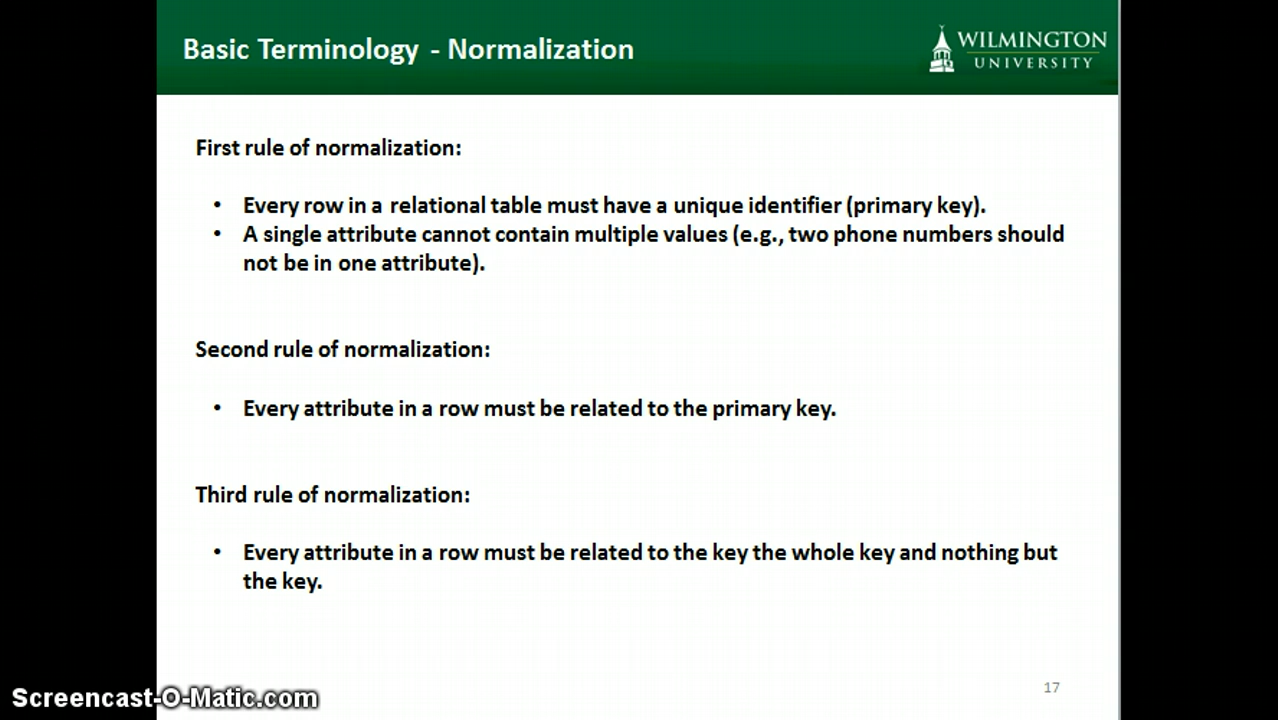 Basic Terminology - Normalization
WILMINGTON
UNIVERSITY
First rule of normalization:
• Every row in a relational table must have a unique identifier (primary key).
• A single attribute cannot contain multiple values (e.g., two phone numbers should
not be in one attribute).
Second rule of normalization:
• Every attribute in a row must be related to the primary key.
Third rule of normalization:
• Every attribute in a row must be related to the key the whole key and nothing but
the key.
17
Screencast-O-Matic.com